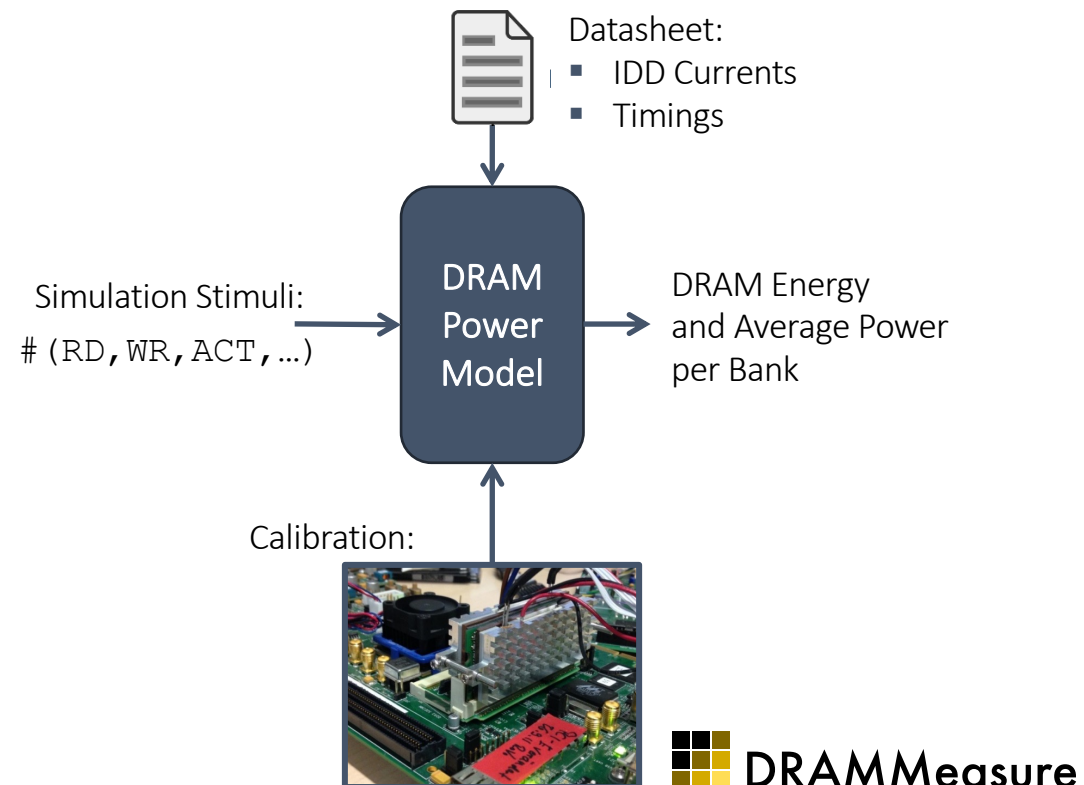 Datasheet:
▪ IDD Currents
▪ Timings
DRAM
Power
Model
Simulation Stimuli:
#(RD,WR,ACT,…)
DRAM Energy
and Average Power
per Bank
Calibration:
DRAMMeasure